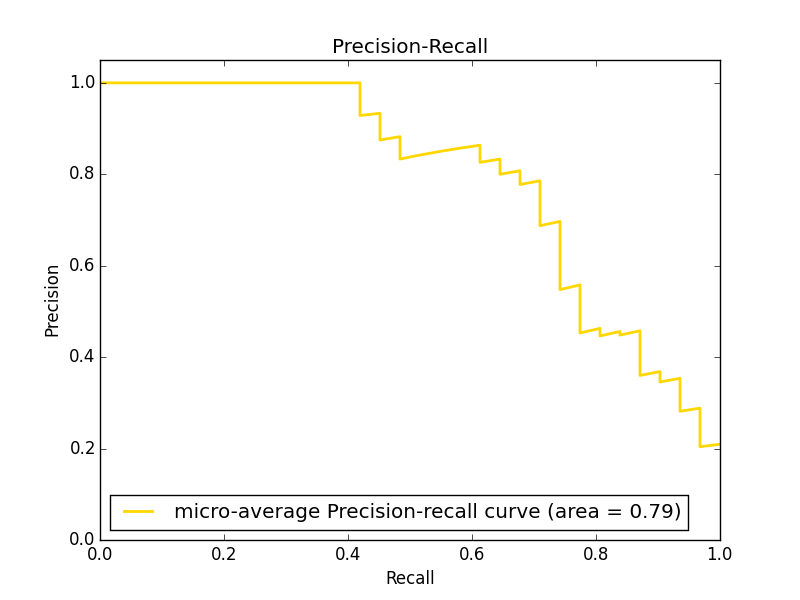 Precision-Recall
1.0
0.8
0.6
0.4
0.2
0.0
Precision
micro-average Precision-recall curve (area = 0.79)
0.0 0.2 0.4 0.6 0.8 1.0
Recall